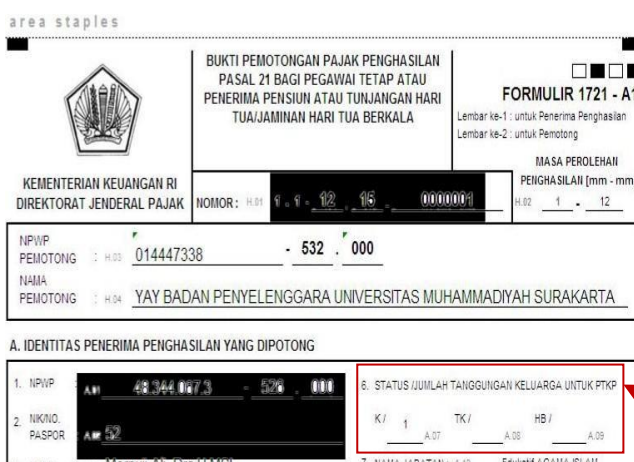 area staples
BUKTI PEMOTONGAN PAJAK PENGHASILAN
PASAL 21 BAGI PEGAWAI TETAP ATAU
PENERIMA PENSIUN ATAU TUNJANGAN HARI
TUA/JAMINAN HARI TUA BERKALA
FORMULIR 1721 - A1
Lembar ke-1 : untuk Penerima Penghasilan
Lembar ke-2 : untuk Pemotong
MASA PEROLEHAN
PENGHASILAN [mm - mm
KEMENTERIAN KEUANGAN RI
DIREKTORAT JENDERAL PAJAK
NOMOR : H.01 1 . 1 - 12 . 15 - 0000001
H.02 1 - 12
NPWP
PEMOTONG : H.03 014447338 - 532 . 000
NAMA
PEMOTONG : H.04 YAY BADAN PENYELENGGARA UNIVERSITAS MUHAMMADIYAH SURAKARTA
A. IDENTITAS PENERIMA PENGHASILAN YANG DIPOTONG
1. NPWP : A.01 - 526 . 000
2. NIK/NO.
PASPOR : 52
6. STATUS /JUMLAH TANGGUNGAN KELUARGA UNTUK PTKP
K / 1 A.07 TK / A.08 HB / A.09